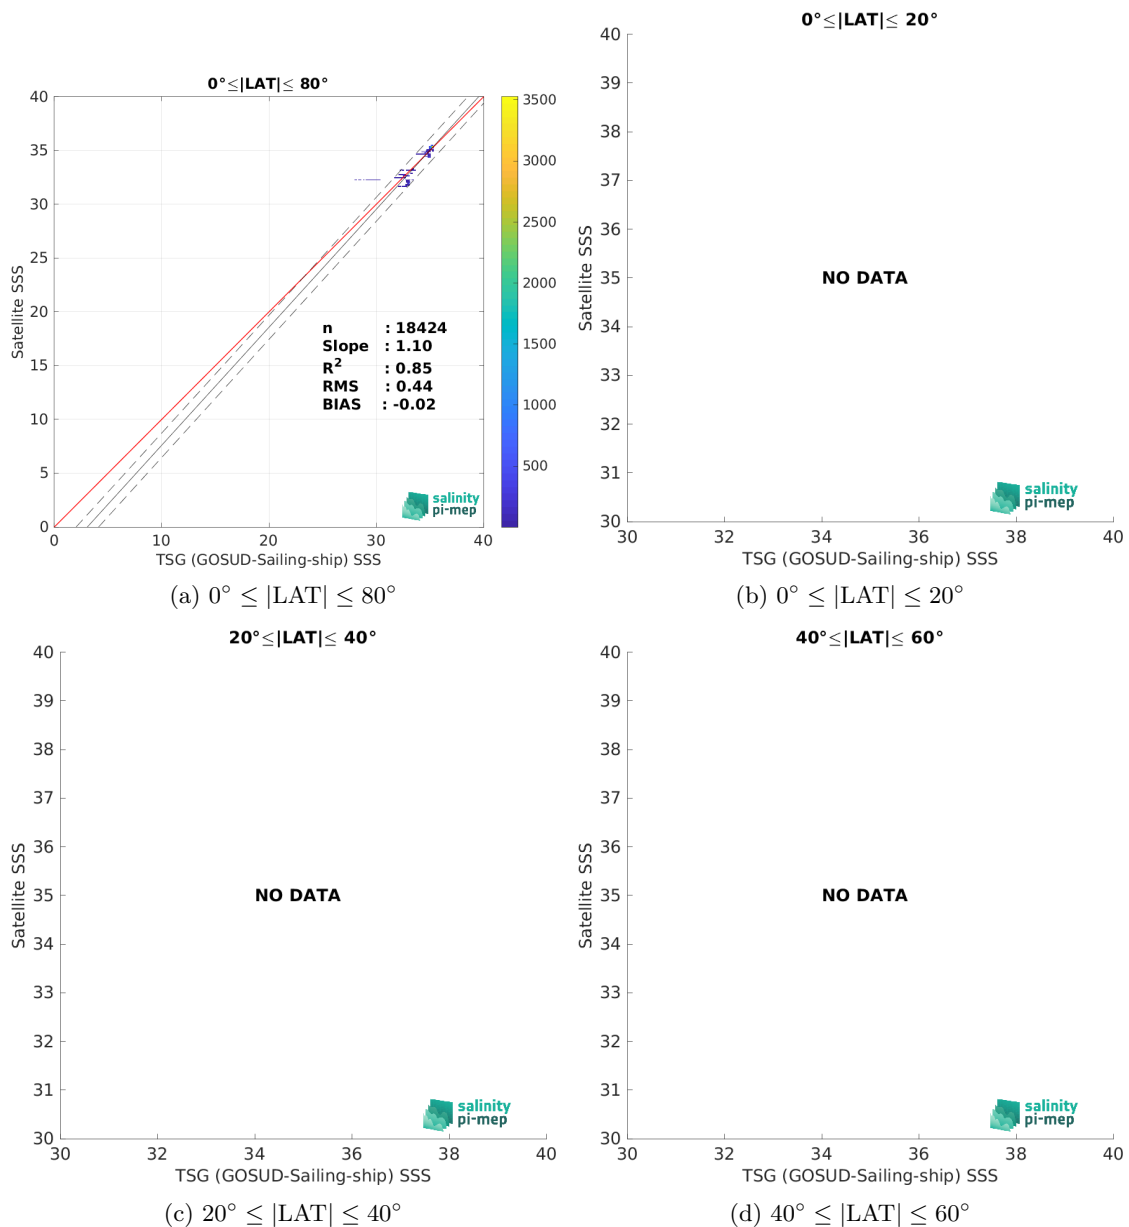 0°≤|LAT|≤ 80°
40
35
30
25
20
15
10
5
0
0
10
20
30
40
Satellite SSS
TSG (GOSUD-Sailing-ship) SSS
n : 18424
Slope : 1.10
R² : 0.85
RMS : 0.44
BIAS : -0.02
salinity
pi-mep
3500
3000
2500
2000
1500
1000
500
(a) 0° ≤ |LAT| ≤ 80°
0°≤|LAT|≤ 20°
40
39
38
37
36
35
34
33
32
31
30
30
32
34
36
38
40
Satellite SSS
NO DATA
salinity
pi-mep
TSG (GOSUD-Sailing-ship) SSS
(b) 0° ≤ |LAT| ≤ 20°
20°≤|LAT|≤ 40°
40
39
38
37
36
35
34
33
32
31
30
30
32
34
36
38
40
Satellite SSS
NO DATA
salinity
pi-mep
TSG (GOSUD-Sailing-ship) SSS
(c) 20° ≤ |LAT| ≤ 40°
40°≤|LAT|≤ 60°
40
39
38
37
36
35
34
33
32
31
30
30
32
34
36
38
40
Satellite SSS
NO DATA
salinity
pi-mep
TSG (GOSUD-Sailing-ship) SSS
(d) 40° ≤ |LAT| ≤ 60°